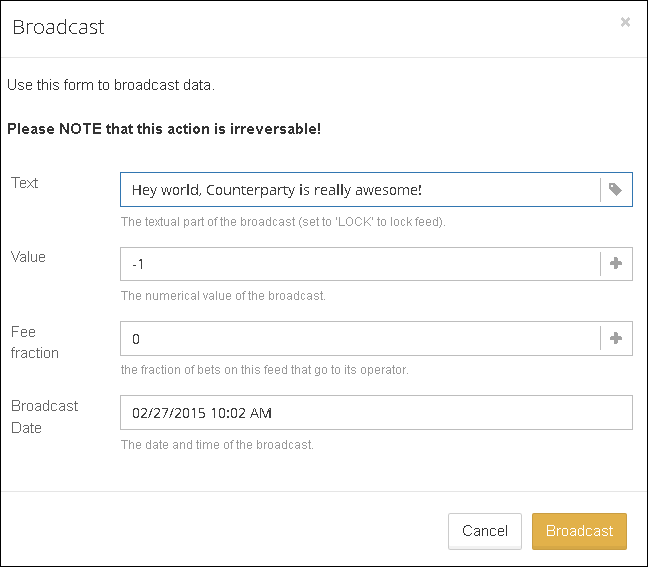 Broadcast
×
Use this form to broadcast data.
Please NOTE that this action is irreversable!
Text
Hey world, Counterparty is really awesome!
The textual part of the broadcast (set to 'LOCK' to lock feed).
Value
-1
The numerical value of the broadcast.
Fee
fraction
0
the fraction of bets on this feed that go to its operator.
Broadcast
Date
02/27/2015 10:02 AM
The date and time of the broadcast.
Cancel
Broadcast